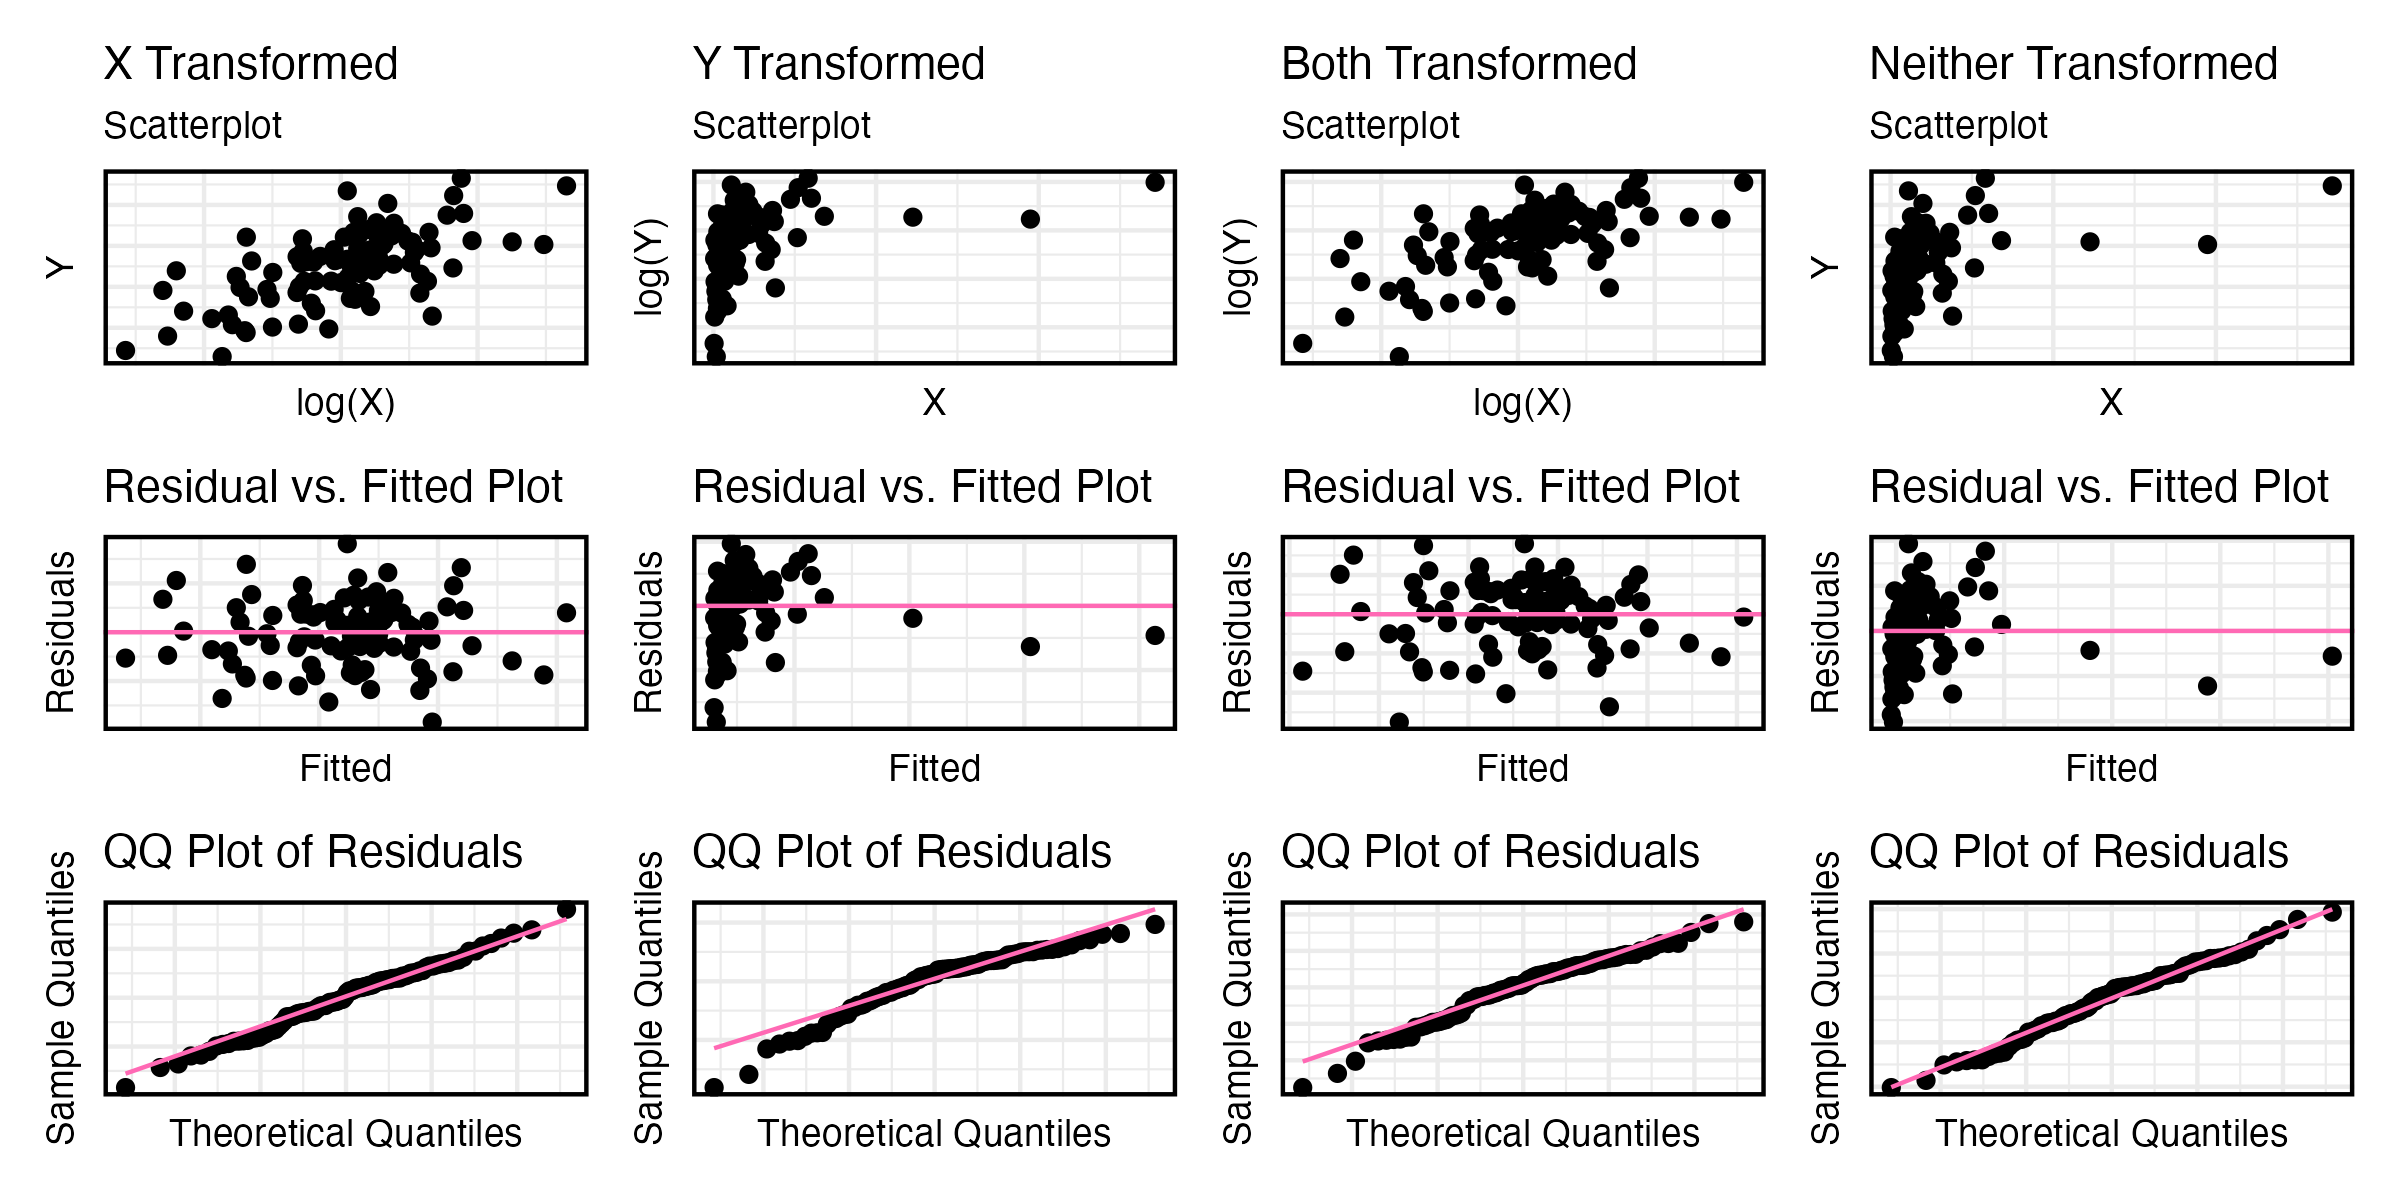 X Transformed
Scatterplot
Y
log(X)
Y Transformed
Scatterplot
log(Y)
X
Both Transformed
Scatterplot
log(Y)
log(X)
Neither Transformed
Scatterplot
Y
X
Residual vs. Fitted Plot
Residuals
Fitted
Residual vs. Fitted Plot
Residuals
Fitted
Residual vs. Fitted Plot
Residuals
Fitted
Residual vs. Fitted Plot
Residuals
Fitted
QQ Plot of Residuals
Sample Quantiles
Theoretical Quantiles
QQ Plot of Residuals
Sample Quantiles
Theoretical Quantiles
QQ Plot of Residuals
Sample Quantiles
Theoretical Quantiles
QQ Plot of Residuals
Sample Quantiles
Theoretical Quantiles